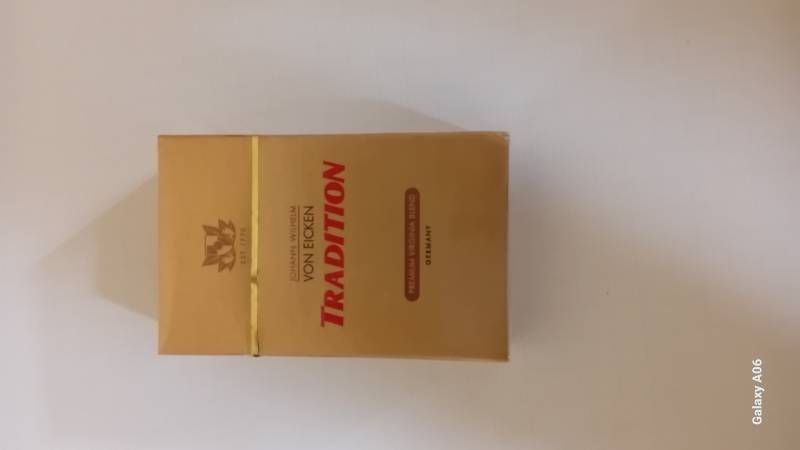 EST. 1770
JOHANN WILHELM
VON EICKEN
TRADITION
PREMIUM VIRGINIA BLEND
GERMANY
Galaxy A06